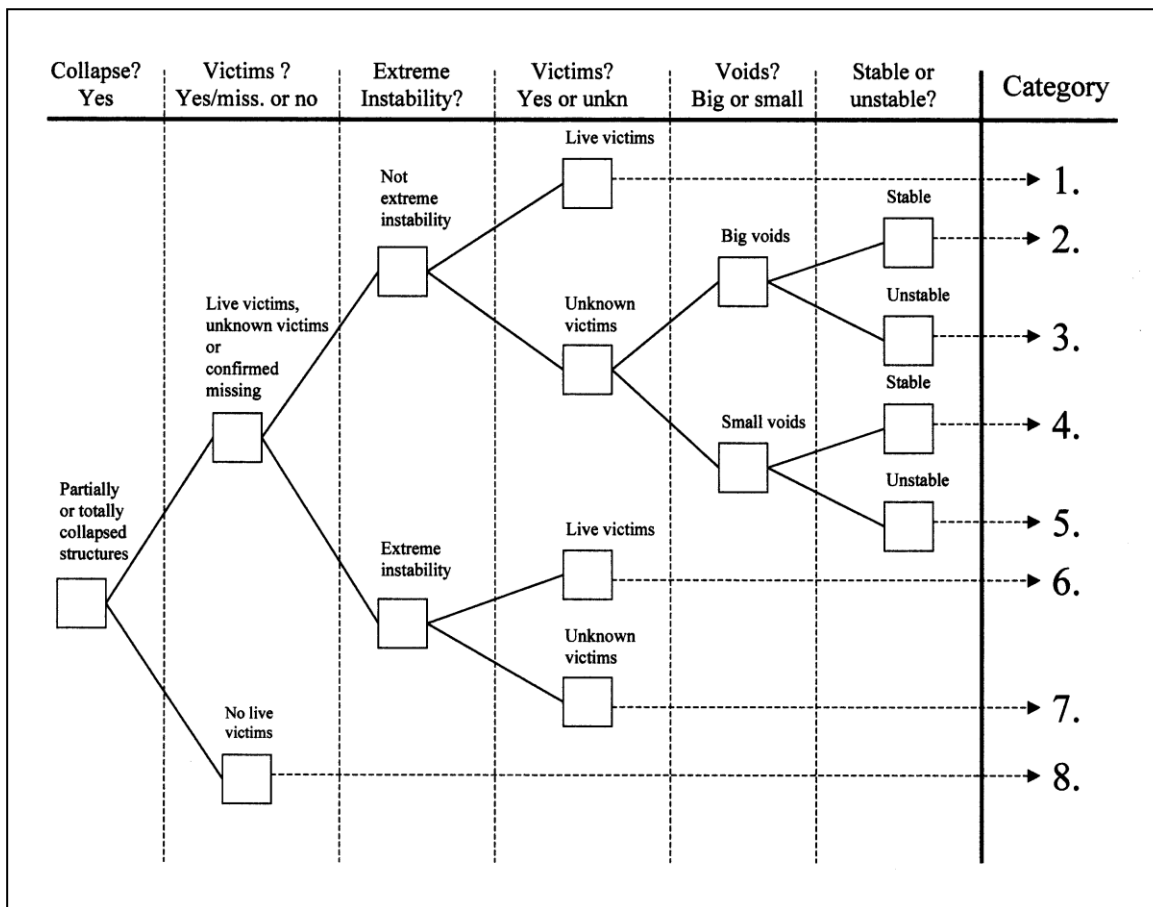 Collapse?
Yes
Victims ?
Yes/miss. or no
Extreme
Instability?
Victims?
Yes or unkn
Voids?
Big or small
Stable or
unstable?
Category
Live victims
1.
Not
extreme
instability
Stable
2.
Big voids
Live victims,
unknown victims
or
confirmed
missing
Unknown
victims
Unstable
3.
Stable
4.
Small voids
Partially
or totally
collapsed
structures
Unstable
5.
Live victims
6.
Extreme
instability
Unknown
victims
7.
No live
victims
8.